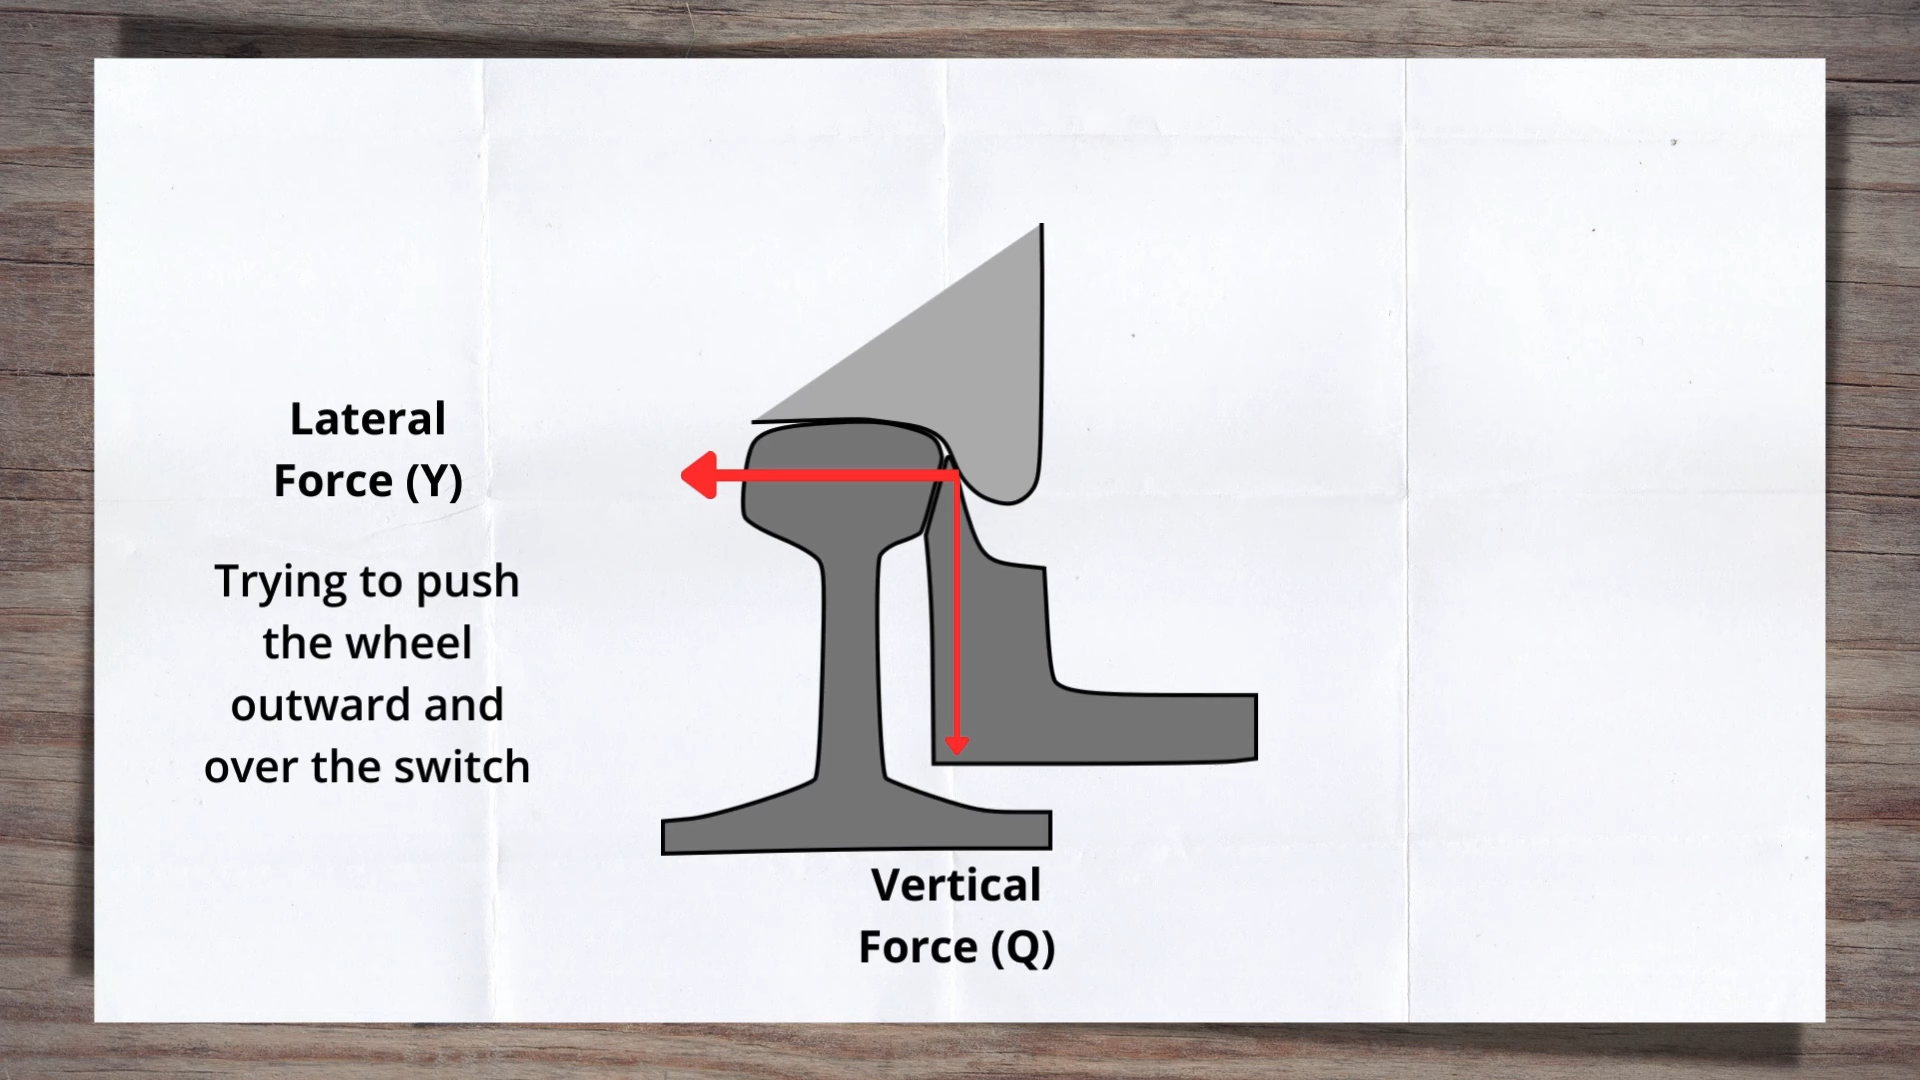 Lateral
Force (Y)
Trying to push
the wheel
outward and
over the switch
Vertical
Force (Q)